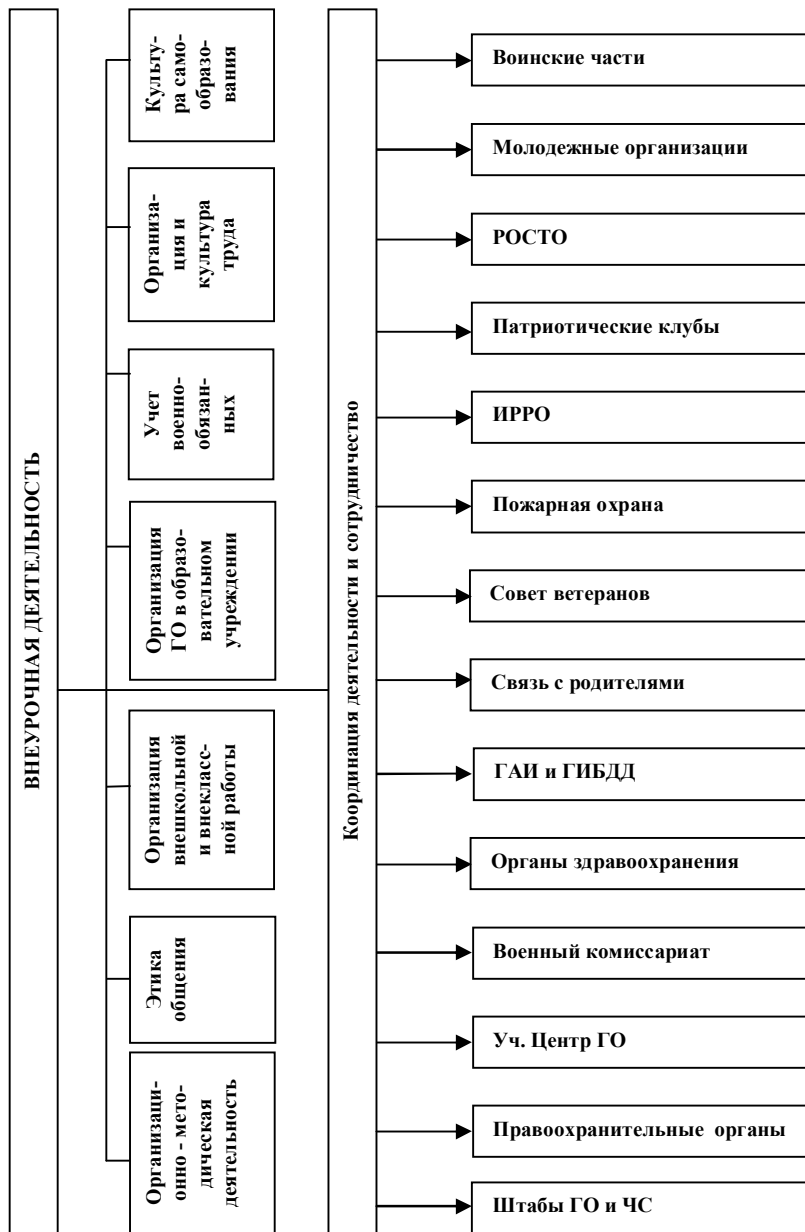 ВНЕУРОЧНАЯ ДЕЯТЕЛЬНОСТЬ
Культу-
ра само-
образо-
вания
Организа-
ция и
культура
труда
Учет
военно-
обязан-
ных
Организация
ГО в образо-
вательном
учреждении
Организация
внешкольной
и внекласс-
ной работы
Этика
общения
Организаци-
онно - мето-
дическая
деятельность
Координация деятельности и сотрудничество
Воинские части
Молодежные организации
РОСТО
Патриотические клубы
ИРРО
Пожарная охрана
Совет ветеранов
Связь с родителями
ГАИ и ГИБДД
Органы здравоохранения
Военный комиссариат
Уч. Центр ГО
Правоохранительные органы
Штабы ГО и ЧС